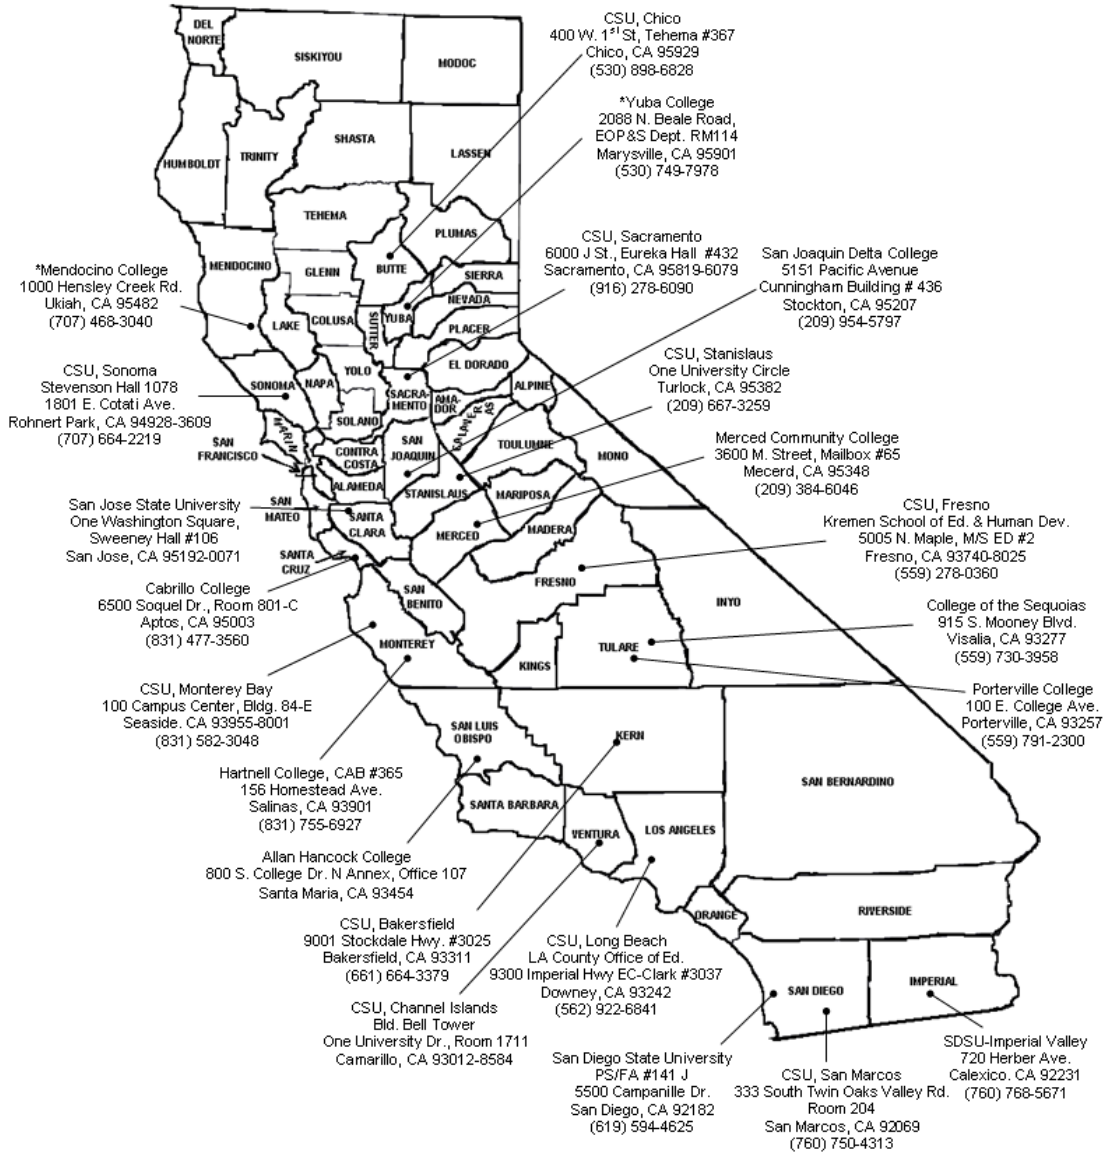 CSU, Chico
400 W. 1st St, Tehema #367
Chico, CA 95929
(530) 898-6828
*Yuba College
2088 N. Beale Road,
EOP&S Dept. RM114
Marysville, CA 95901
(530) 749-7978
CSU, Sacramento
6000 J St., Eureka Hall #432
Sacramento, CA 95819-6079
(916) 278-6090
San Joaquin Delta College
5151 Pacific Avenue
Cunningham Building # 436
Stockton, CA 95207
(209) 954-5797
CSU, Stanislaus
One University Circle
Turlock, CA 95382
(209) 667-3259
Merced Community College
3600 M. Street, Mailbox #65
Mecerd, CA 95348
(209) 384-6046
CSU, Fresno
Kremen School of Ed. & Human Dev.
5005 N. Maple, M/S ED #2
Fresno, CA 93740-8025
(559) 278-0360
College of the Sequoias
915 S. Mooney Blvd.
Visalia, CA 93277
(559) 730-3958
Porterville College
100 E. College Ave.
Porterville, CA 93257
(559) 791-2300
*Mendocino College
1000 Hensley Creek Rd.
Ukiah, CA 95482
(707) 468-3040
CSU, Sonoma
Stevenson Hall 1078
1801 E. Cotati Ave.
Rohnert Park, CA 94928-3609
(707) 664-2219
San Jose State University
One Washington Square,
Sweeney Hall #106
San Jose, CA 95192-0071
Cabrillo College
6500 Soquel Dr., Room 801-C
Aptos, CA 95003
(831) 477-3560
CSU, Monterey Bay
100 Campus Center, Bldg. 84-E
Seaside. CA 93955-8001
(831) 582-3048
Hartnell College, CAB #365
156 Homestead Ave.
Salinas, CA 93901
(831) 755-6927
Allan Hancock College
800 S. College Dr. N Annex, Office 107
Santa Maria, CA 93454
CSU, Bakersfield
9001 Stockdale Hwy. #3025
Bakersfield, CA 93311
(661) 664-3379
CSU, Channel Islands
Bld. Bell Tower
One University Dr., Room 1711
Camarillo, CA 93012-8584
CSU, Long Beach
LA County Office of Ed.
9300 Imperial Hwy EC-Clark #3037
Downey, CA 93242
(562) 922-6841
San Diego State University
PS/FA #141 J
5500 Campanille Dr.
San Diego, CA 92182
(619) 594-4625
CSU, San Marcos
333 South Twin Oaks Valley Rd.
Room 204
San Marcos, CA 92069
(760) 750-4313
SDSU-Imperial Valley
720 Herber Ave.
Calexico. CA 92231
(760) 768-5671
DEL
NORTE
SISKIYOU
MODOC
HUMBOLDT
TRINITY
SHASTA
LASSEN
TEHEMA
PLUMAS
MENDOCINO
GLENN
BUTTE
SIERRA
NEVADA
LAKE
COLUSA
SUTTER
YUBA
PLACER
YOLO
EL DORADO
SONOMA
NAPA
SACRA-
MENTO
AMA-
DOR
ALPINE
CALAVERAS
SOLANO
MARIN
SAN
FRANCISCO
CONTRA
COSTA
SAN
JOAQUIN
TOULUMNE
MONO
ALAMEDA
STANISLAUS
MARIPOSA
SAN
MATEO
SANTA
CLARA
MERCED
MADERA
SANTA
CRUZ
SAN
BENITO
FRESNO
INYO
MONTEREY
KINGS
TULARE
SAN LUIS
OBISPO
KERN
SAN BERNARDINO
SANTA BARBARA
VENTURA
LOS ANGELES
ORANGE
RIVERSIDE
SAN DIEGO
IMPERIAL